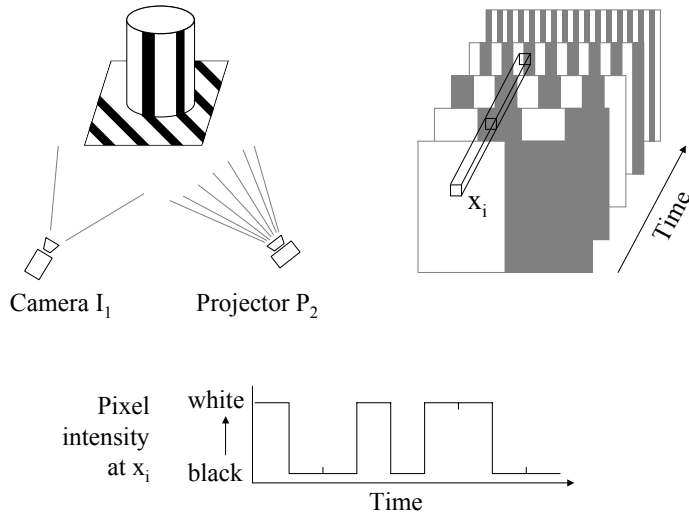 x_i
Time
Camera I_1
Projector P_2
Pixel
intensity
at x_i
white
black
Time